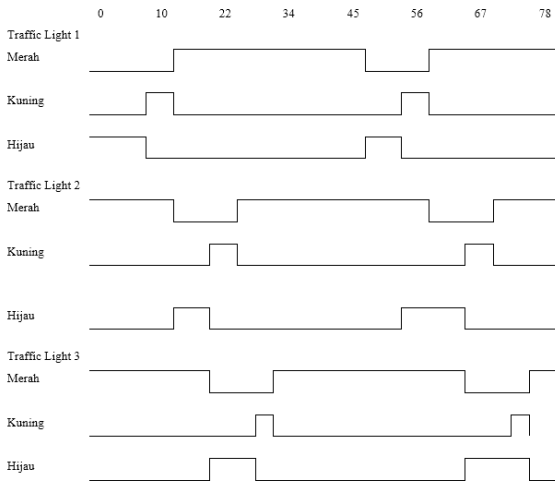 0 10 22 34 45 56 67 78
Traffic Light 1
Merah
Kuning
Hijau
Traffic Light 2
Merah
Kuning
Hijau
Traffic Light 3
Merah
Kuning
Hijau